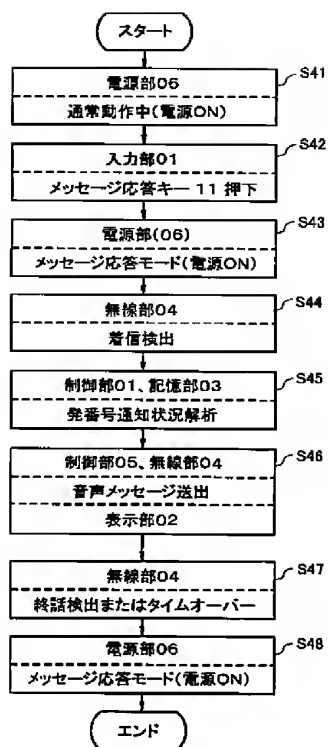 スタート
S41
電源部06
通常動作中(電源ON)
S42
入力部01
メッセージ応答キー 11 押下
S43
電源部(06)
メッセージ応答モード(電源ON)
S44
無線部04
着信検出
S45
制御部01、記憶部03
発番号通知状況解析
S46
制御部05、無線部04
音声メッセージ送出
表示部02
S47
無線部04
終話検出またはタイムオーバー
S48
電源部06
メッセージ応答モード(電源ON)
エンド